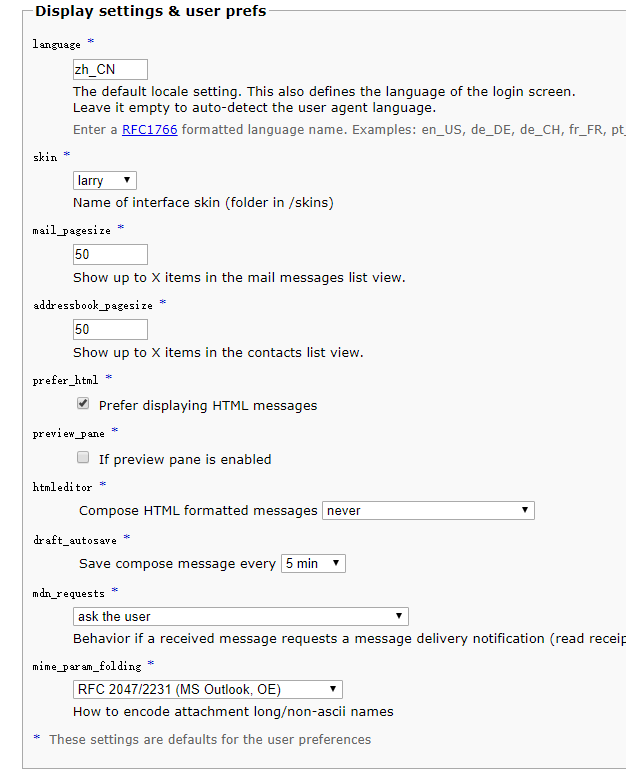 Display settings & user prefs
language *
zh_CN
The default locale setting. This also defines the language of the login screen.
Leave it empty to auto-detect the user agent language.
Enter a RFC1766 formatted language name. Examples: en_US, de_DE, de_CH, fr_FR, pt_
skin *
larry
Name of interface skin (folder in /skins)
mail_pagesize *
50
Show up to X items in the mail messages list view.
addressbook_pagesize *
50
Show up to X items in the contacts list view.
prefer_html *
Prefer displaying HTML messages
preview_pane *
If preview pane is enabled
htmleditor *
Compose HTML formatted messages never
draft_autosave *
Save compose message every 5 min
mdn_requests *
ask the user
Behavior if a received message requests a message delivery notification (read receip
mime_param_folding *
RFC 2047/2231 (MS Outlook, OE)
How to encode attachment long/non-ascii names
* These settings are defaults for the user preferences